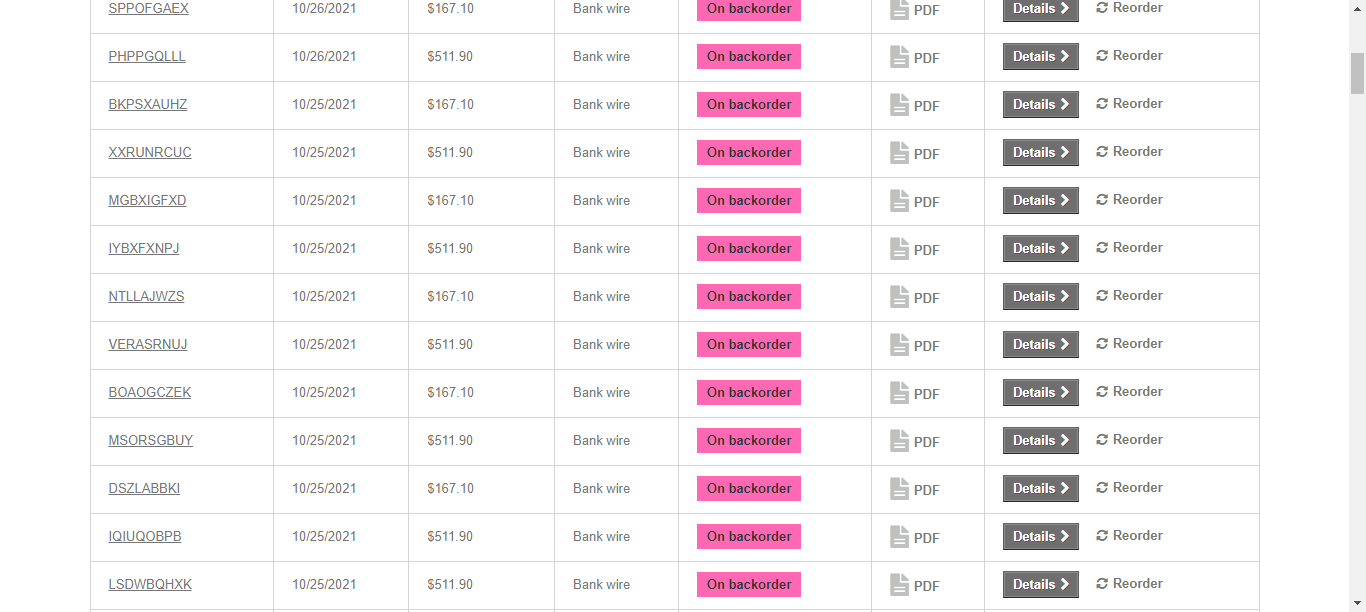 SPPOFGAEX 10/26/2021 $167.10 Bank wire On backorder PDF Details Reorder
PHPPGQLLL 10/26/2021 $511.90 Bank wire On backorder PDF Details Reorder
BKPSXAUHZ 10/25/2021 $167.10 Bank wire On backorder PDF Details Reorder
XXRUNRCUC 10/25/2021 $511.90 Bank wire On backorder PDF Details Reorder
MGBXIGFXD 10/25/2021 $167.10 Bank wire On backorder PDF Details Reorder
IYBXFXNPJ 10/25/2021 $511.90 Bank wire On backorder PDF Details Reorder
NTLLAJWZS 10/25/2021 $167.10 Bank wire On backorder PDF Details Reorder
VERASRNUJ 10/25/2021 $511.90 Bank wire On backorder PDF Details Reorder
BOAOGCZEK 10/25/2021 $167.10 Bank wire On backorder PDF Details Reorder
MSORSGBUY 10/25/2021 $511.90 Bank wire On backorder PDF Details Reorder
DSZLABBKI 10/25/2021 $167.10 Bank wire On backorder PDF Details Reorder
IQIUQOBPB 10/25/2021 $511.90 Bank wire On backorder PDF Details Reorder
LSDWBQHXK 10/25/2021 $511.90 Bank wire On backorder PDF Details Reorder